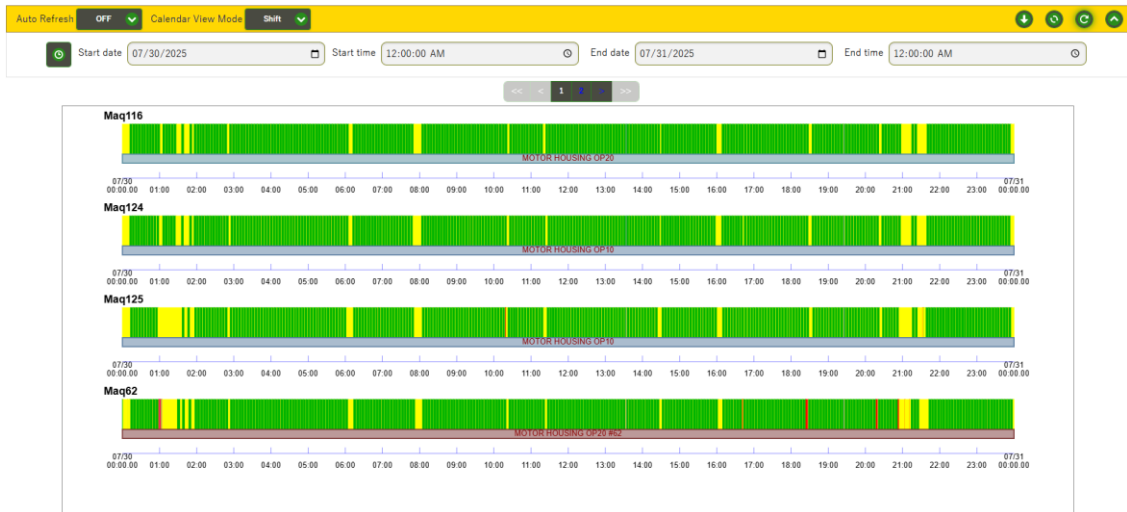 Auto Refresh OFF Calendar View Mode Shift
Start date 07/30/2025 Start time 12:00:00 AM End date 07/31/2025 End time 12:00:00 AM
<< < 1 2 > >>
Maq116
MOTOR HOUSING OP20
07/30 07/31
00:00.00 01:00 02:00 03:00 04:00 05:00 06:00 07:00 08:00 09:00 10:00 11:00 12:00 13:00 14:00 15:00 16:00 17:00 18:00 19:00 20:00 21:00 22:00 23:00 00:00.00
Maq124
MOTOR HOUSING OP10
07/30 07/31
00:00.00 01:00 02:00 03:00 04:00 05:00 06:00 07:00 08:00 09:00 10:00 11:00 12:00 13:00 14:00 15:00 16:00 17:00 18:00 19:00 20:00 21:00 22:00 23:00 00:00.00
Maq125
MOTOR HOUSING OP10
07/30 07/31
00:00.00 01:00 02:00 03:00 04:00 05:00 06:00 07:00 08:00 09:00 10:00 11:00 12:00 13:00 14:00 15:00 16:00 17:00 18:00 19:00 20:00 21:00 22:00 23:00 00:00.00
Maq62
MOTOR HOUSING OP20 #62
07/30 07/31
00:00.00 01:00 02:00 03:00 04:00 05:00 06:00 07:00 08:00 09:00 10:00 11:00 12:00 13:00 14:00 15:00 16:00 17:00 18:00 19:00 20:00 21:00 22:00 23:00 00:00.00